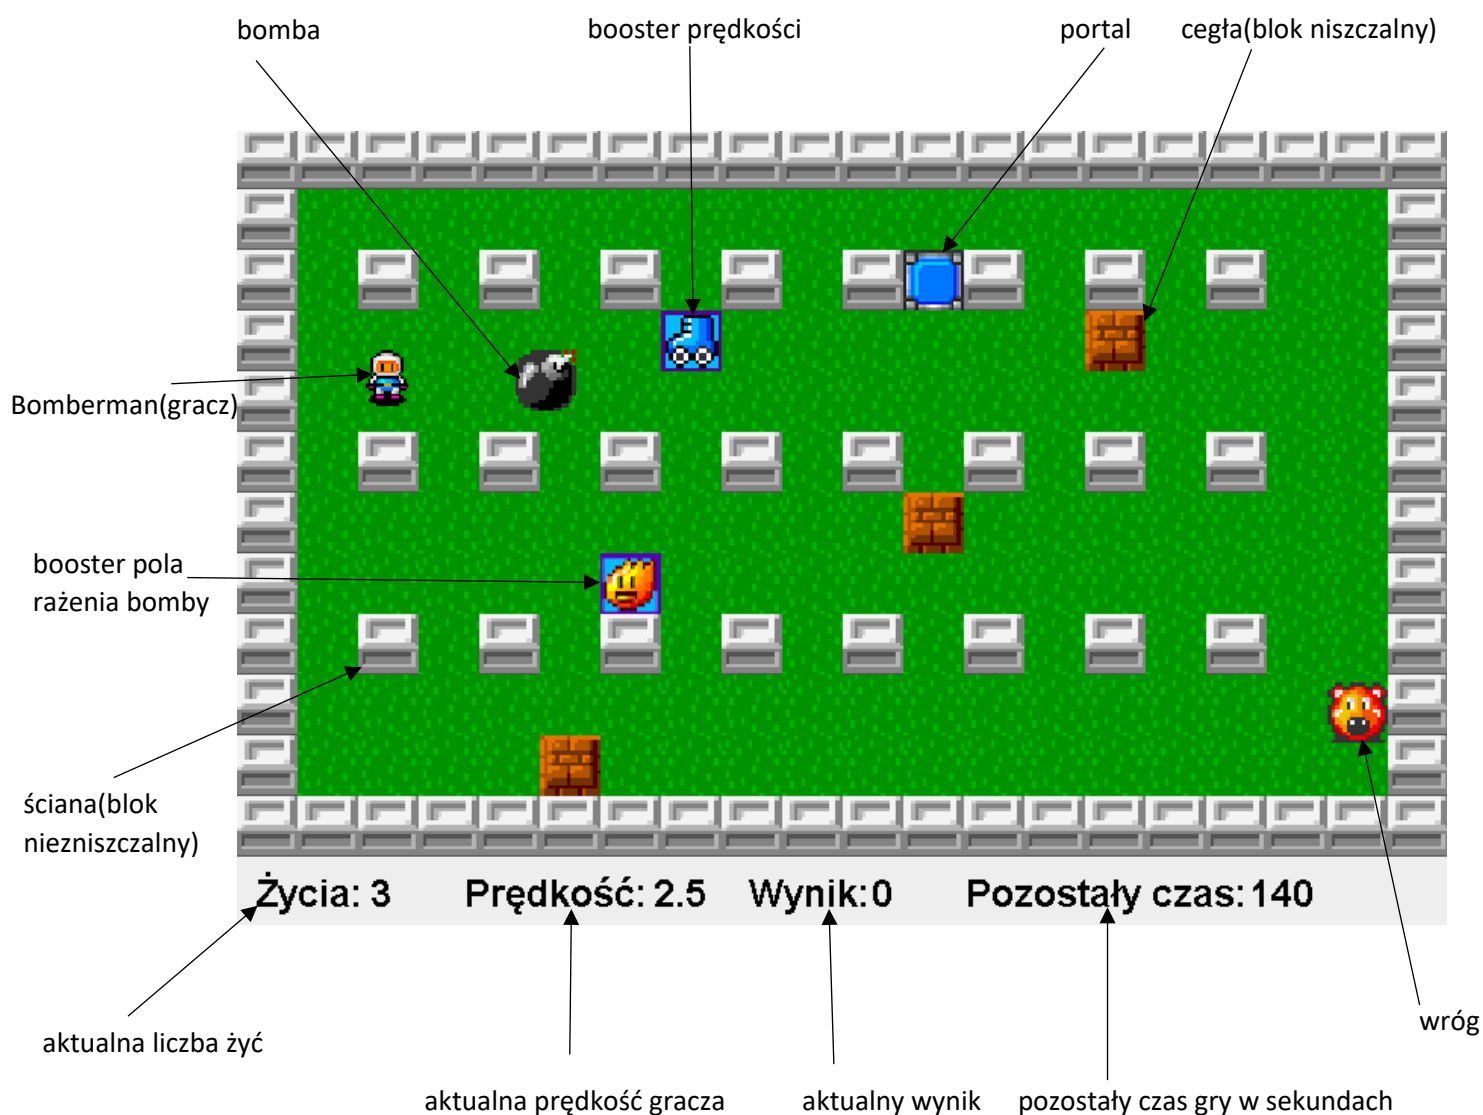 bomba
booster prędkości
portal
cegła(blok niszczalny)
Bomberman(gracz)
booster pola
rażenia bomby
ściana(blok
niezniszczalny)
Życia: 3
Prędkość: 2.5
Wynik:0
Pozostały czas:140
wróg
aktualna liczba żyć
aktualna prędkość gracza
aktualny wynik
pozostały czas gry w sekundach